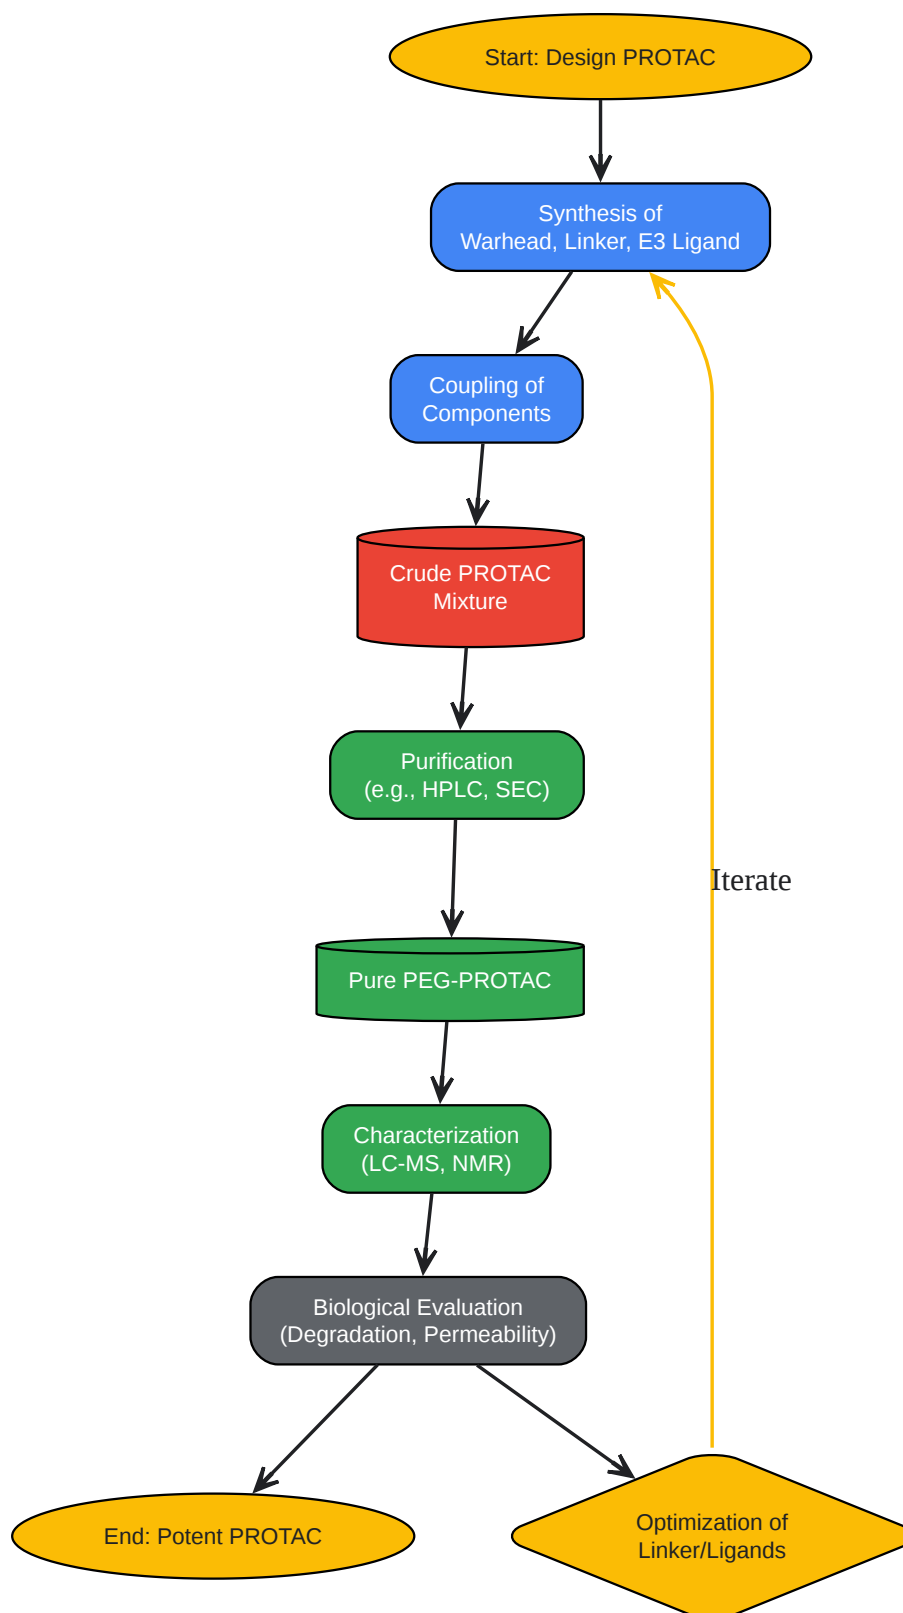 Start: Design PROTAC
Synthesis of
Warhead, Linker, E3 Ligand
Coupling of
Components
Crude PROTAC
Mixture
Purification
(e.g., HPLC, SEC)
Iterate
Pure PEG-PROTAC
Characterization
(LC-MS, NMR)
Biological Evaluation
(Degradation, Permeability)
End: Potent PROTAC
Optimization of
Linker/Ligands